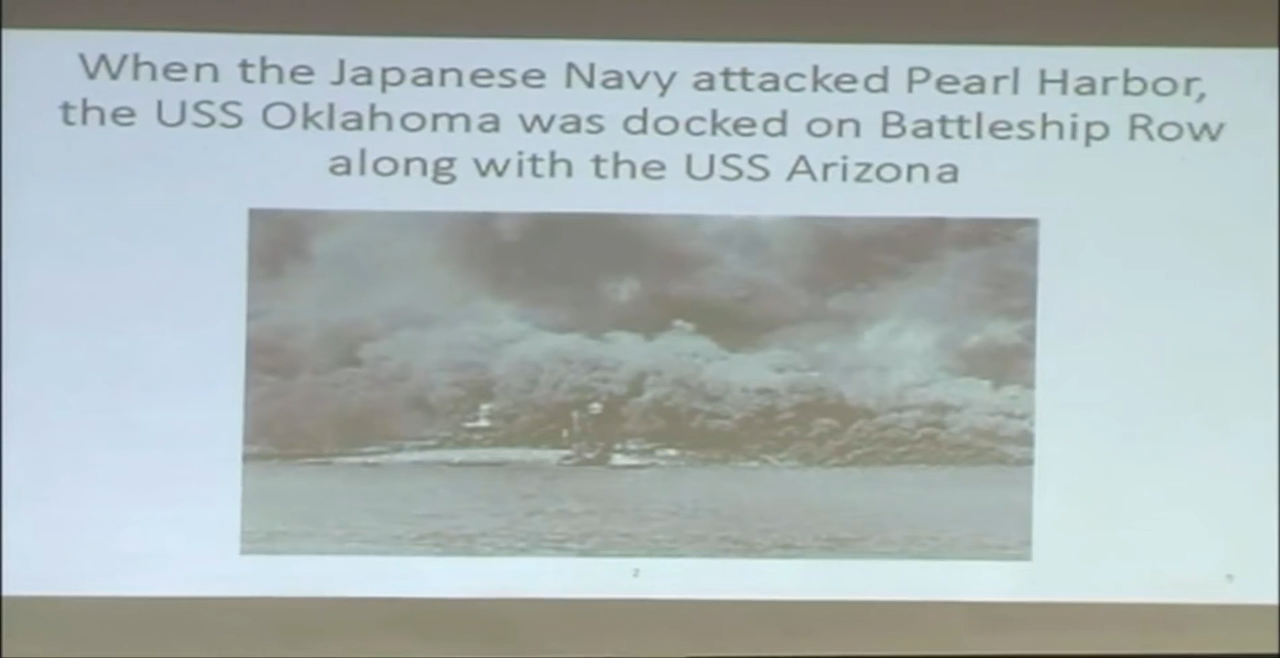 When the Japanese Navy attacked Pearl Harbor,
the USS Oklahoma was docked on Battleship Row
along with the USS Arizona
2